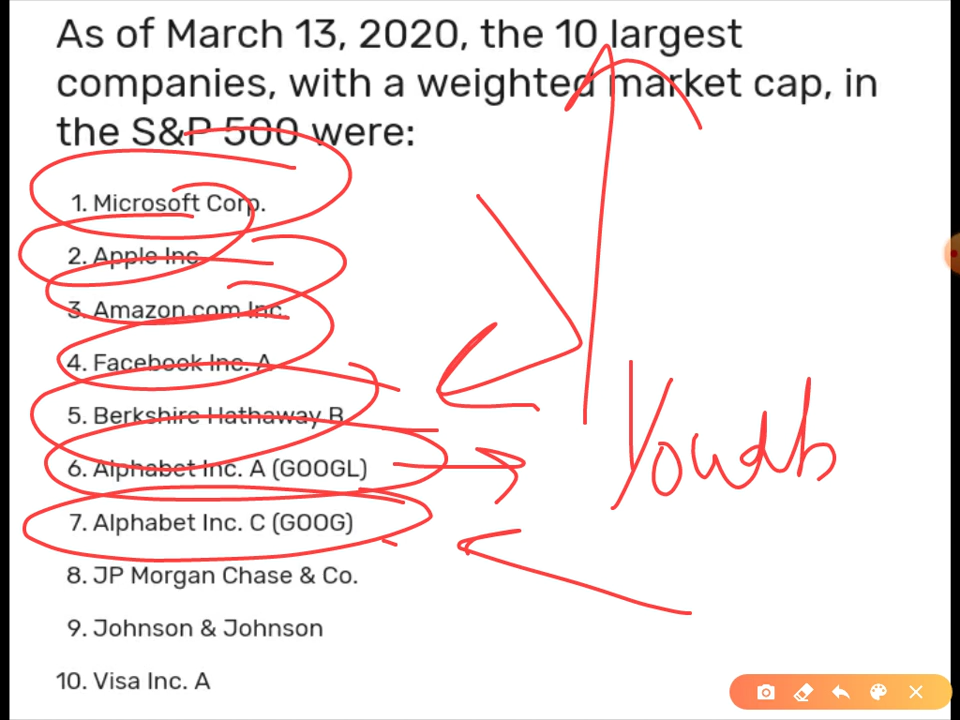 As of March 13, 2020, the 10 largest
companies, with a weighted market cap, in
the S&P 500 were:
1. Microsoft Corp.
2. Apple Inc.
3. Amazon.com Inc.
4. Facebook Inc. A
5. Berkshire Hathaway B
6. Alphabet Inc. A (GOOGL)
7. Alphabet Inc. C (GOOG)
8. JP Morgan Chase & Co.
9. Johnson & Johnson
10. Visa Inc. A